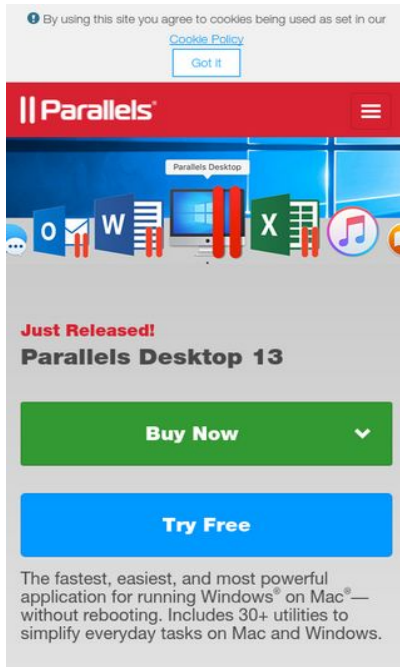 By using this site you agree to cookies being used as set in our
Cookie Policy
Got it
Parallels®
Parallels Desktop
O
W
X
Just Released!
Parallels Desktop 13
Buy Now
Try Free
The fastest, easiest, and most powerful
application for running Windows® on Mac®—
without rebooting. Includes 30+ utilities to
simplify everyday tasks on Mac and Windows.